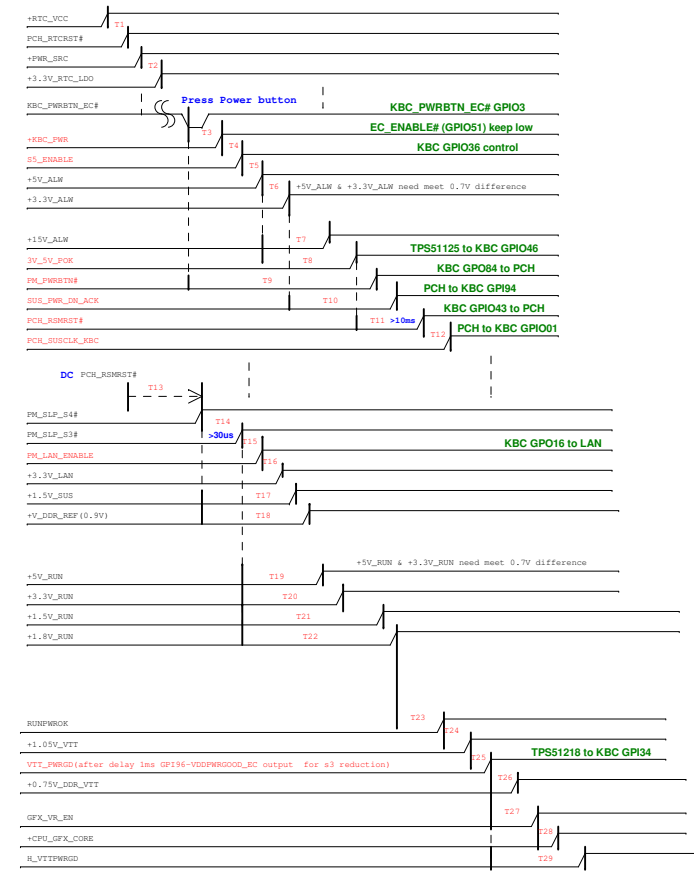 +RTC_VCC
T1
PCH_RTCRST#
+PWR_SRC
T2
+3.3V_RTC_LDO
KBC_PWRBTN_EC#
Press Power button
KBC_PWRBTN_EC# GPIO3
T3
EC_ENABLE# (GPIO51) keep low
+KBC_PWR
T4
KBC GPIO36 control
S5_ENABLE
T5
+5V_ALW
T6
+5V_ALW & +3.3V_ALW need meet 0.7V difference
+3.3V_ALW
+15V_ALW
T7
TPS51125 to KBC GPIO46
3V_5V_POK
T8
KBC GPO84 to PCH
PM_PWRBTN#
T9
PCH to KBC GPI94
SUS_PWR_DN_ACK
T10
KBC GPIO43 to PCH
PCH_RSMRST#
T11 >10ms
PCH to KBC GPIO01
T12
PCH_SUSCLK_KBC
DC PCH_RSMRST#
T13
PM_SLP_S4#
T14
PM_SLP_S3#
>30us
T15
KBC GPO16 to LAN
PM_LAN_ENABLE
T16
+3.3V_LAN
+1.5V_SUS
T17
+V_DDR_REF(0.9V)
T18
+5V_RUN & +3.3V_RUN need meet 0.7V difference
+5V_RUN
T19
+3.3V_RUN
T20
+1.5V_RUN
T21
+1.8V_RUN
T22
RUNPWROK
T23
T24
+1.05V_VTT
TPS51218 to KBC GPI34
T25
VTT_PWRGD(after delay 1ms GPI96-VDDPWRGOOD_EC output for s3 reduction)
T26
+0.75V_DDR_VTT
T27
GFX_VR_EN
T28
+CPU_GFX_CORE
T29
H_VTTPWRGD